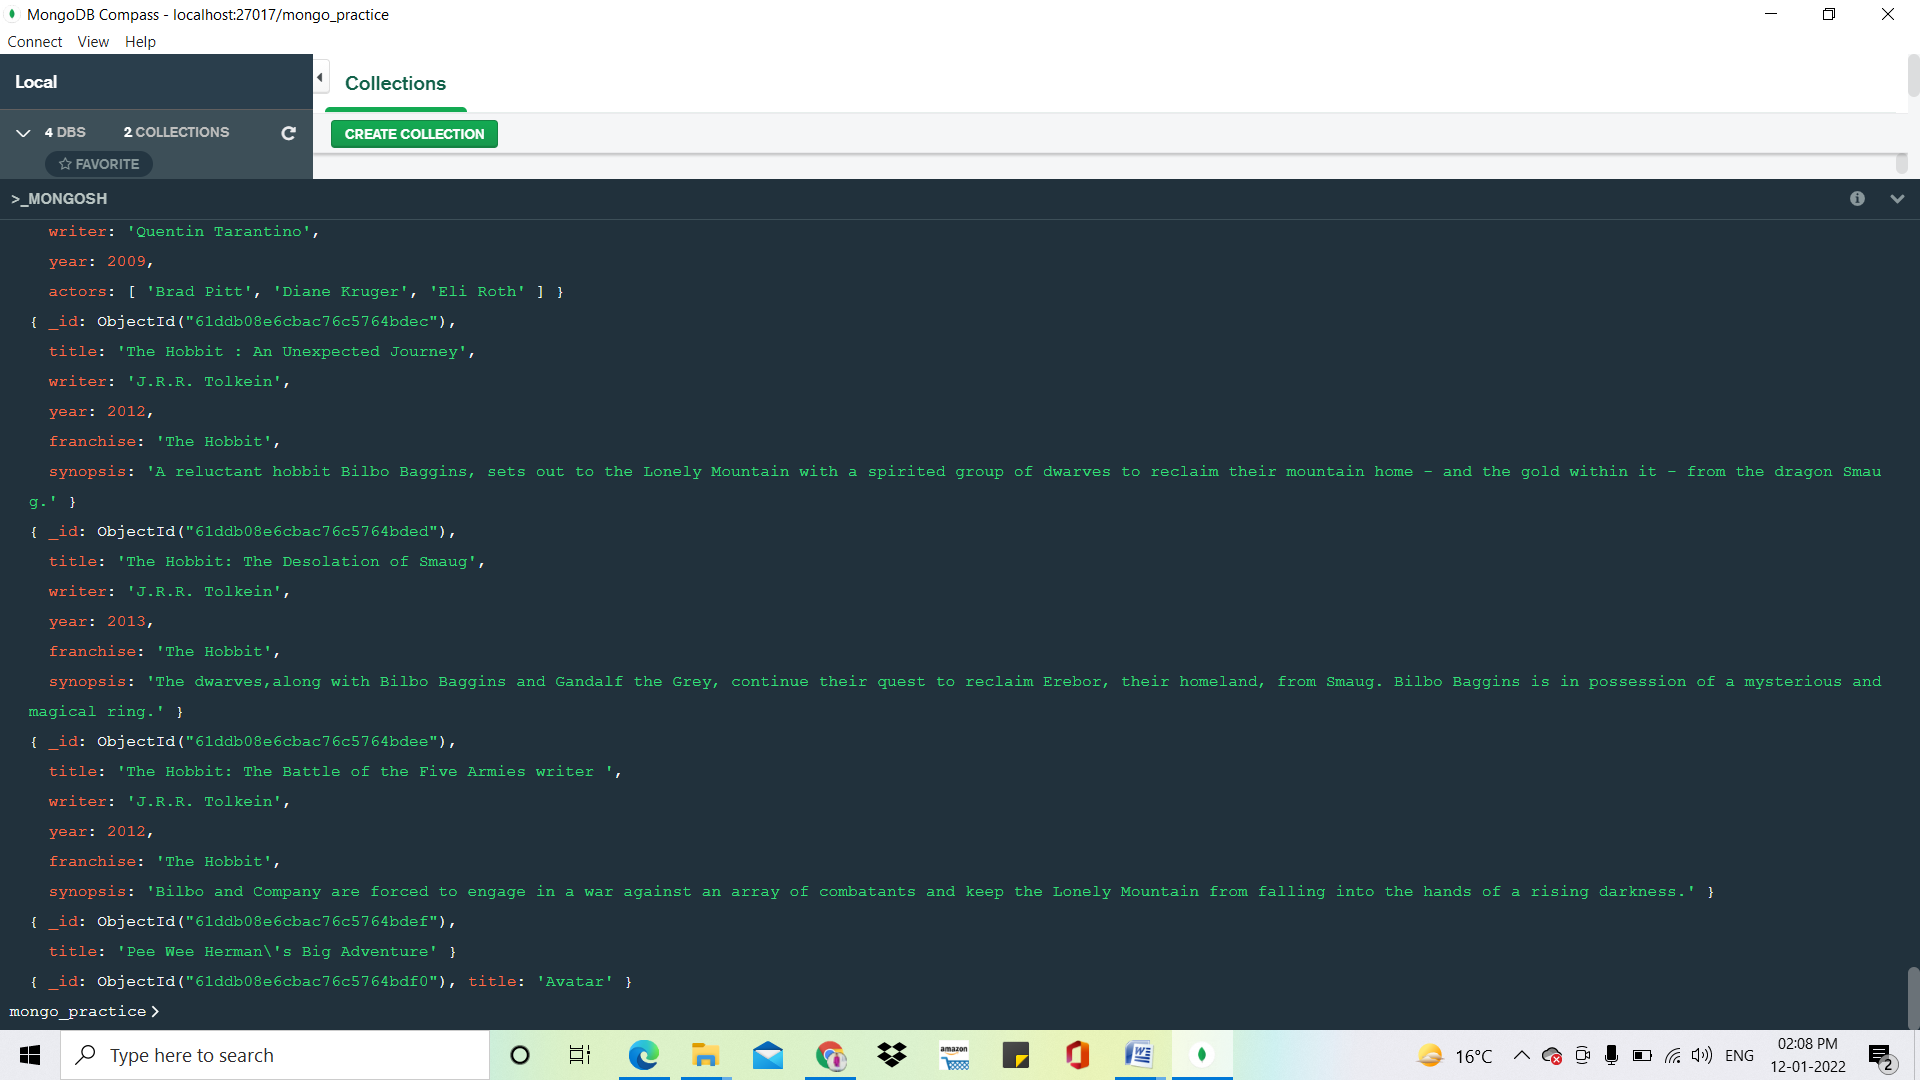 MongoDB Compass - localhost:27017/mongo_practice
Connect View Help
Local
Collections
4 DBS 2 COLLECTIONS
CREATE COLLECTION
FAVORITE
>_MONGOSH
writer: 'Quentin Tarantino',
year: 2009,
actors: [ 'Brad Pitt', 'Diane Kruger', 'Eli Roth' ] }
{ _id: ObjectId("61ddb08e6cbac76c5764bdec"),
title: 'The Hobbit : An Unexpected Journey',
writer: 'J.R.R. Tolkein',
year: 2012,
franchise: 'The Hobbit',
synopsis: 'A reluctant hobbit Bilbo Baggins, sets out to the Lonely Mountain with a spirited group of dwarves to reclaim their mountain home - and the gold within it - from the dragon Smau
g.' }
{ _id: ObjectId("61ddb08e6cbac76c5764bded"),
title: 'The Hobbit: The Desolation of Smaug',
writer: 'J.R.R. Tolkein',
year: 2013,
franchise: 'The Hobbit',
synopsis: 'The dwarves,along with Bilbo Baggins and Gandalf the Grey, continue their quest to reclaim Erebor, their homeland, from Smaug. Bilbo Baggins is in possession of a mysterious and
magical ring.' }
{ _id: ObjectId("61ddb08e6cbac76c5764bdee"),
title: 'The Hobbit: The Battle of the Five Armies writer ',
writer: 'J.R.R. Tolkein',
year: 2012,
franchise: 'The Hobbit',
synopsis: 'Bilbo and Company are forced to engage in a war against an array of combatants and keep the Lonely Mountain from falling into the hands of a rising darkness.' }
{ _id: ObjectId("61ddb08e6cbac76c5764bdef"),
title: 'Pee Wee Herman\'s Big Adventure' }
{ _id: ObjectId("61ddb08e6cbac76c5764bdf0"), title: 'Avatar' }
mongo_practice>
Type here to search
amazon
16°C
ENG
02:08 PM
12-01-2022
2